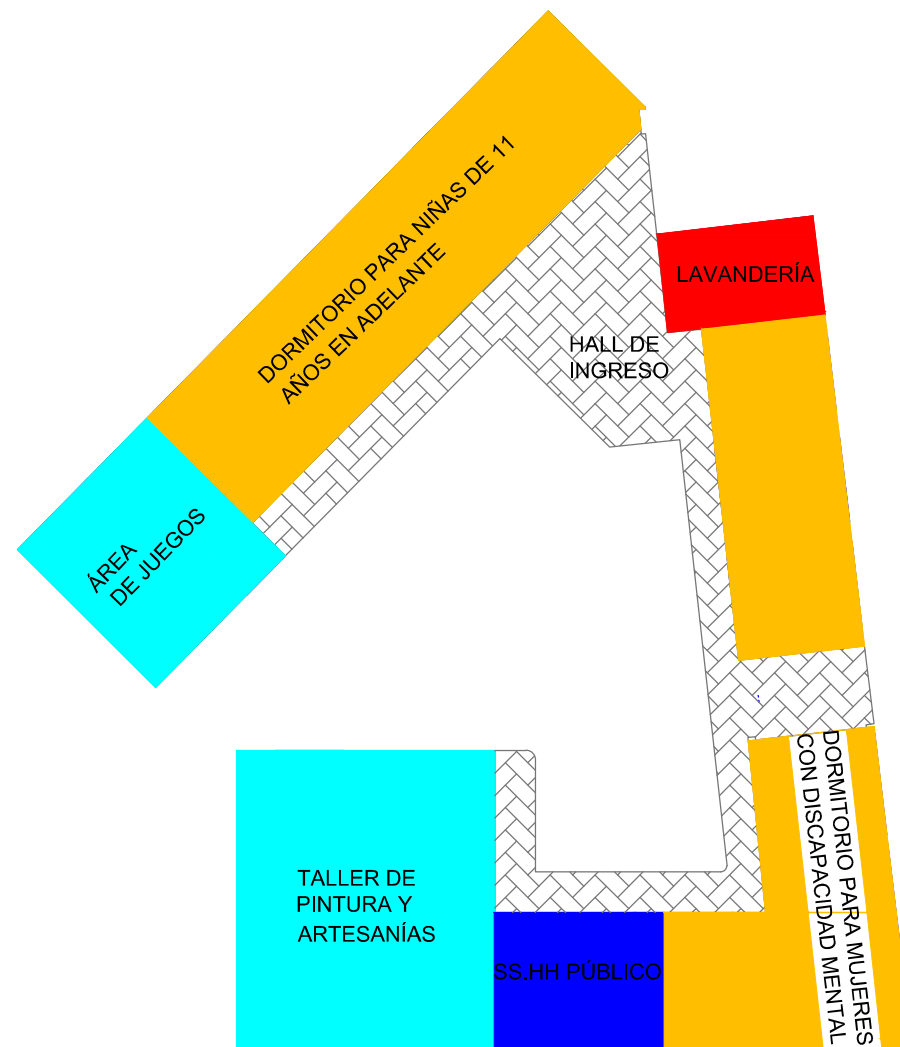 DORMITORIO PARA NIÑAS DE 11
AÑOS EN ADELANTE
LAVANDERÍA
HALL DE
INGRESO
ÁREA
DE JUEGOS
DORMITORIO PARA MUJERES
CON DISCAPACIDAD MENTAL
TALLER DE
PINTURA Y
ARTESANÍAS
SS.HH PÚBLICO